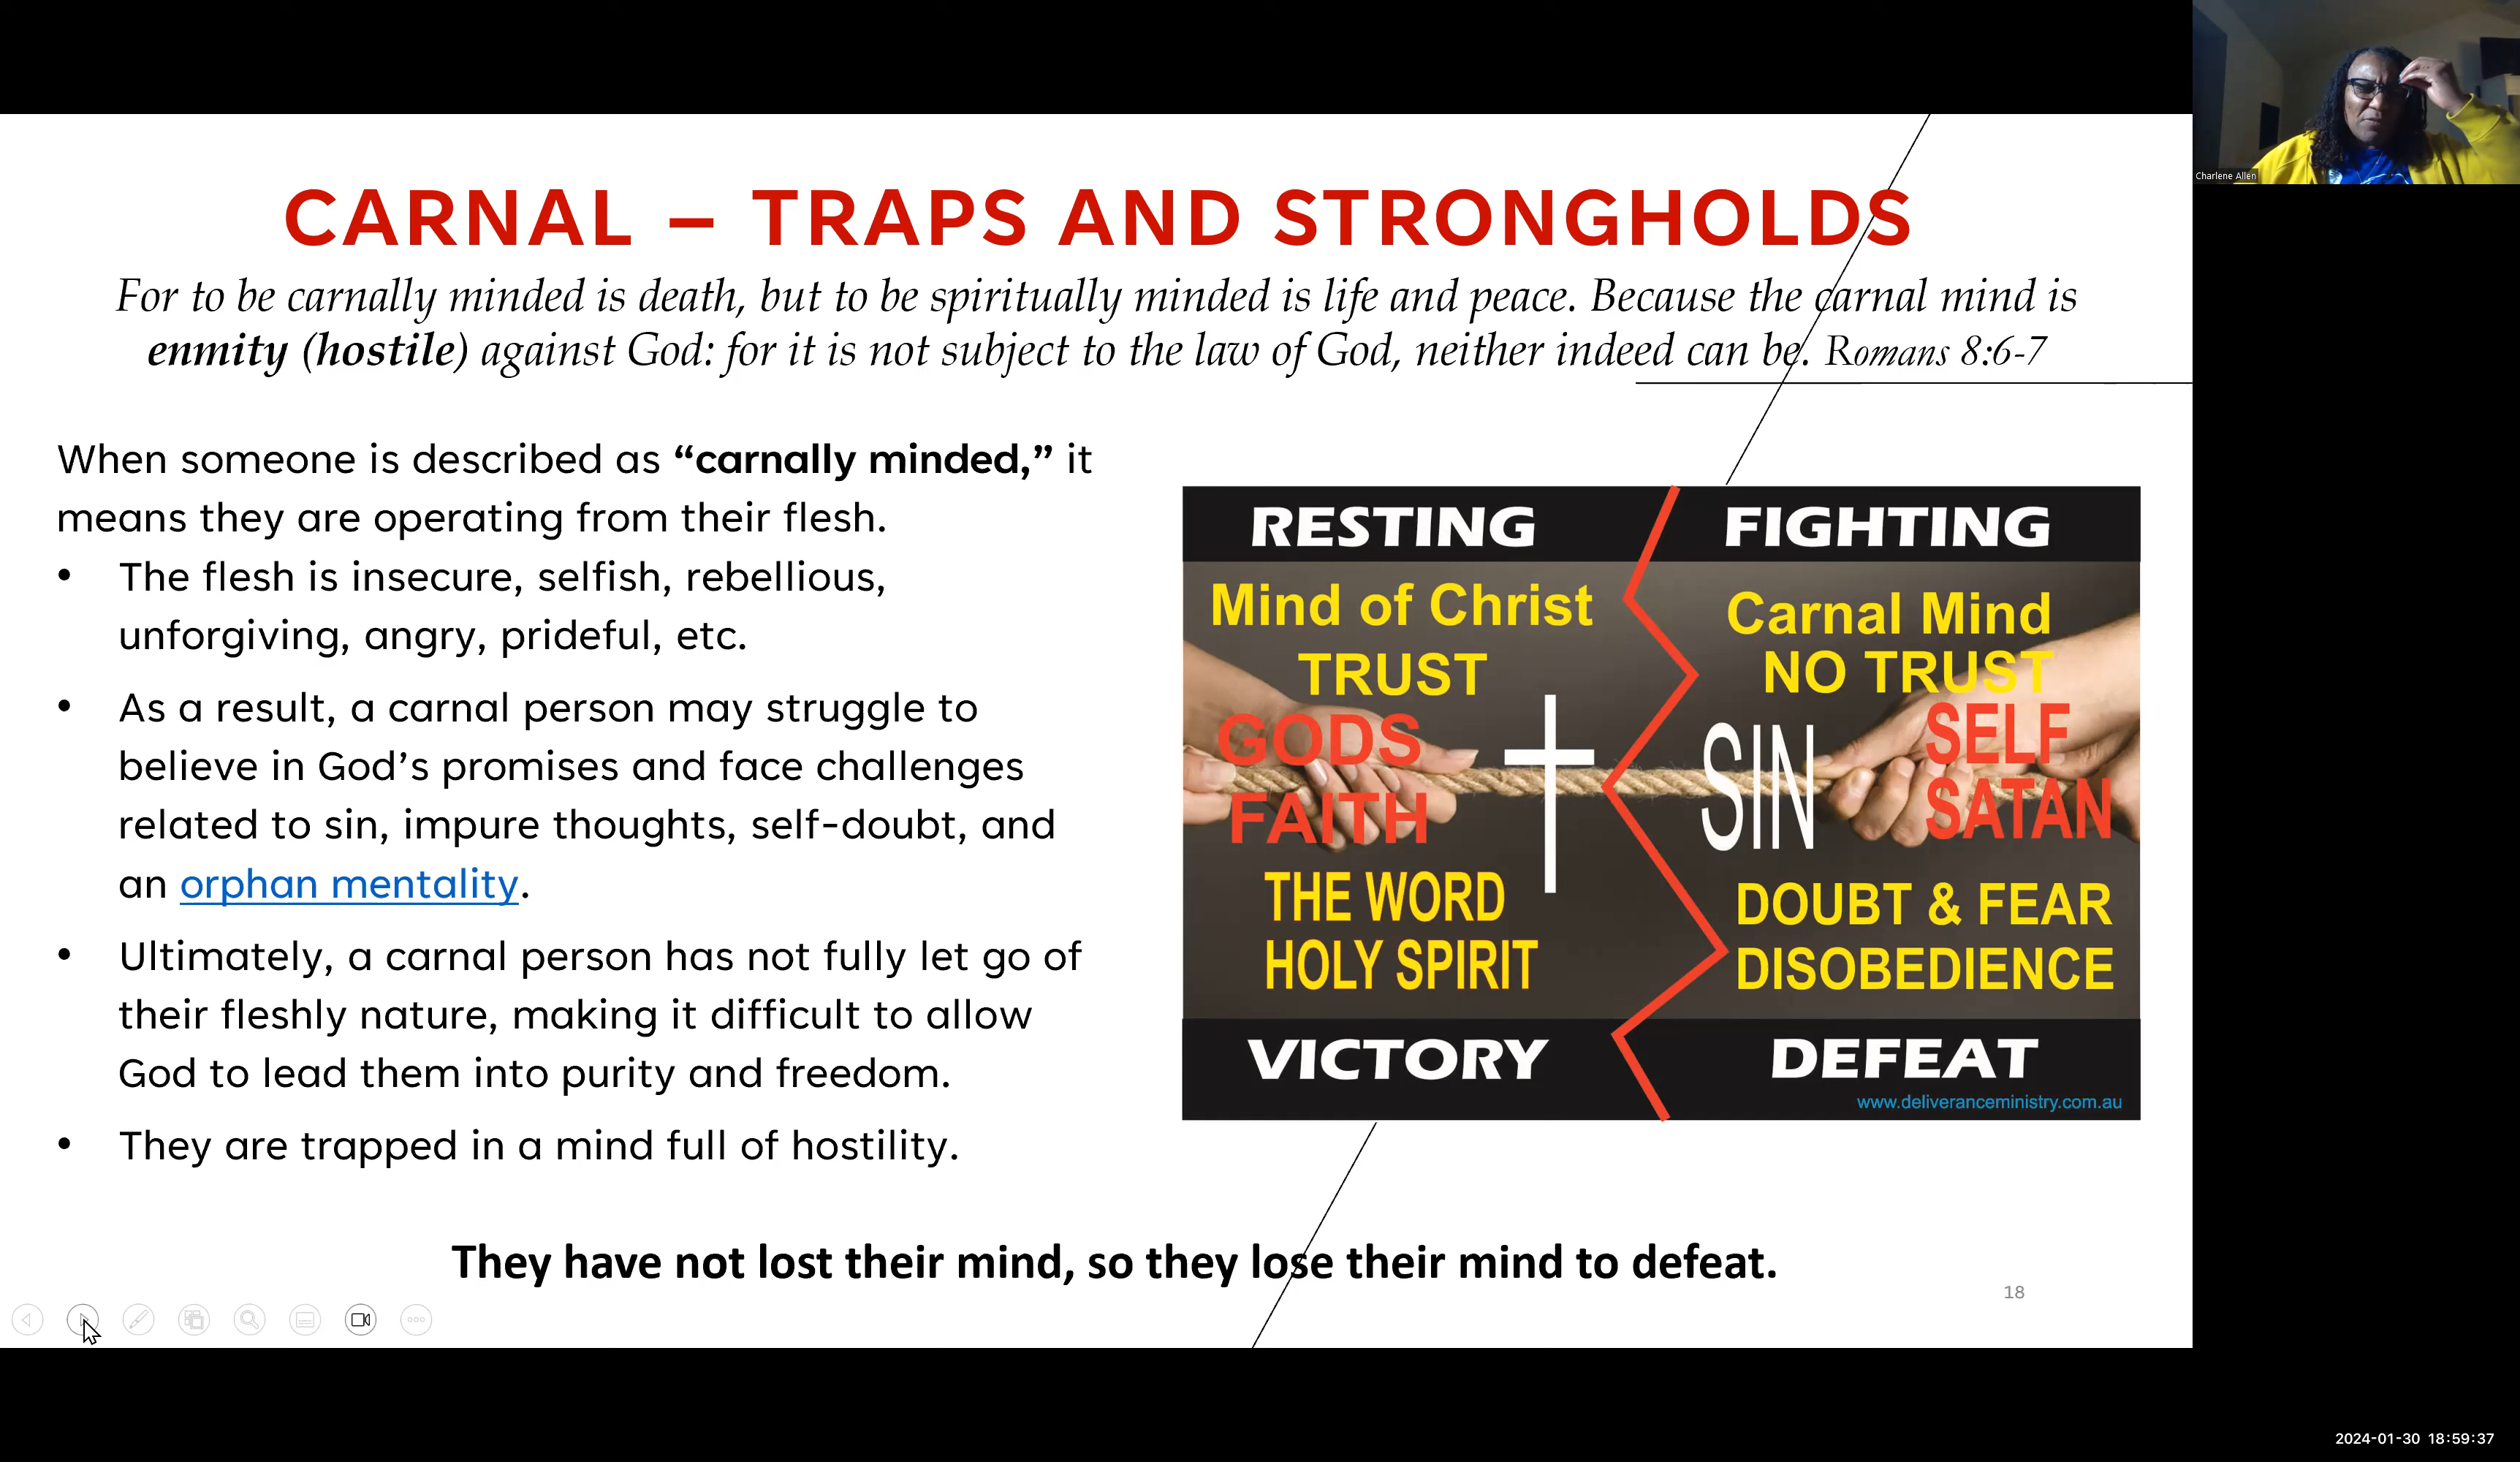 Charlene Allen
CARNAL – TRAPS AND STRONGHOLDS
For to be carnally minded is death, but to be spiritually minded is life and peace. Because the carnal mind is
enmity (hostile) against God: for it is not subject to the law of God, neither indeed can be. Romans 8:6-7
When someone is described as “carnally minded,” it
means they are operating from their flesh.
• The flesh is insecure, selfish, rebellious,
unforgiving, angry, prideful, etc.
• As a result, a carnal person may struggle to
believe in God’s promises and face challenges
related to sin, impure thoughts, self-doubt, and
an orphan mentality.
• Ultimately, a carnal person has not fully let go of
their fleshly nature, making it difficult to allow
God to lead them into purity and freedom.
• They are trapped in a mind full of hostility.
RESTING
Mind of Christ
TRUST
GODS
FAITH
THE WORD
HOLY SPIRIT
VICTORY
FIGHTING
Carnal Mind
NO TRUST
SIN
SELF
SATAN
DOUBT & FEAR
DISOBEDIENCE
DEFEAT
www.deliveranceministry.com.au
They have not lost their mind, so they lose their mind to defeat.
18
2024-01-30 18:59:37